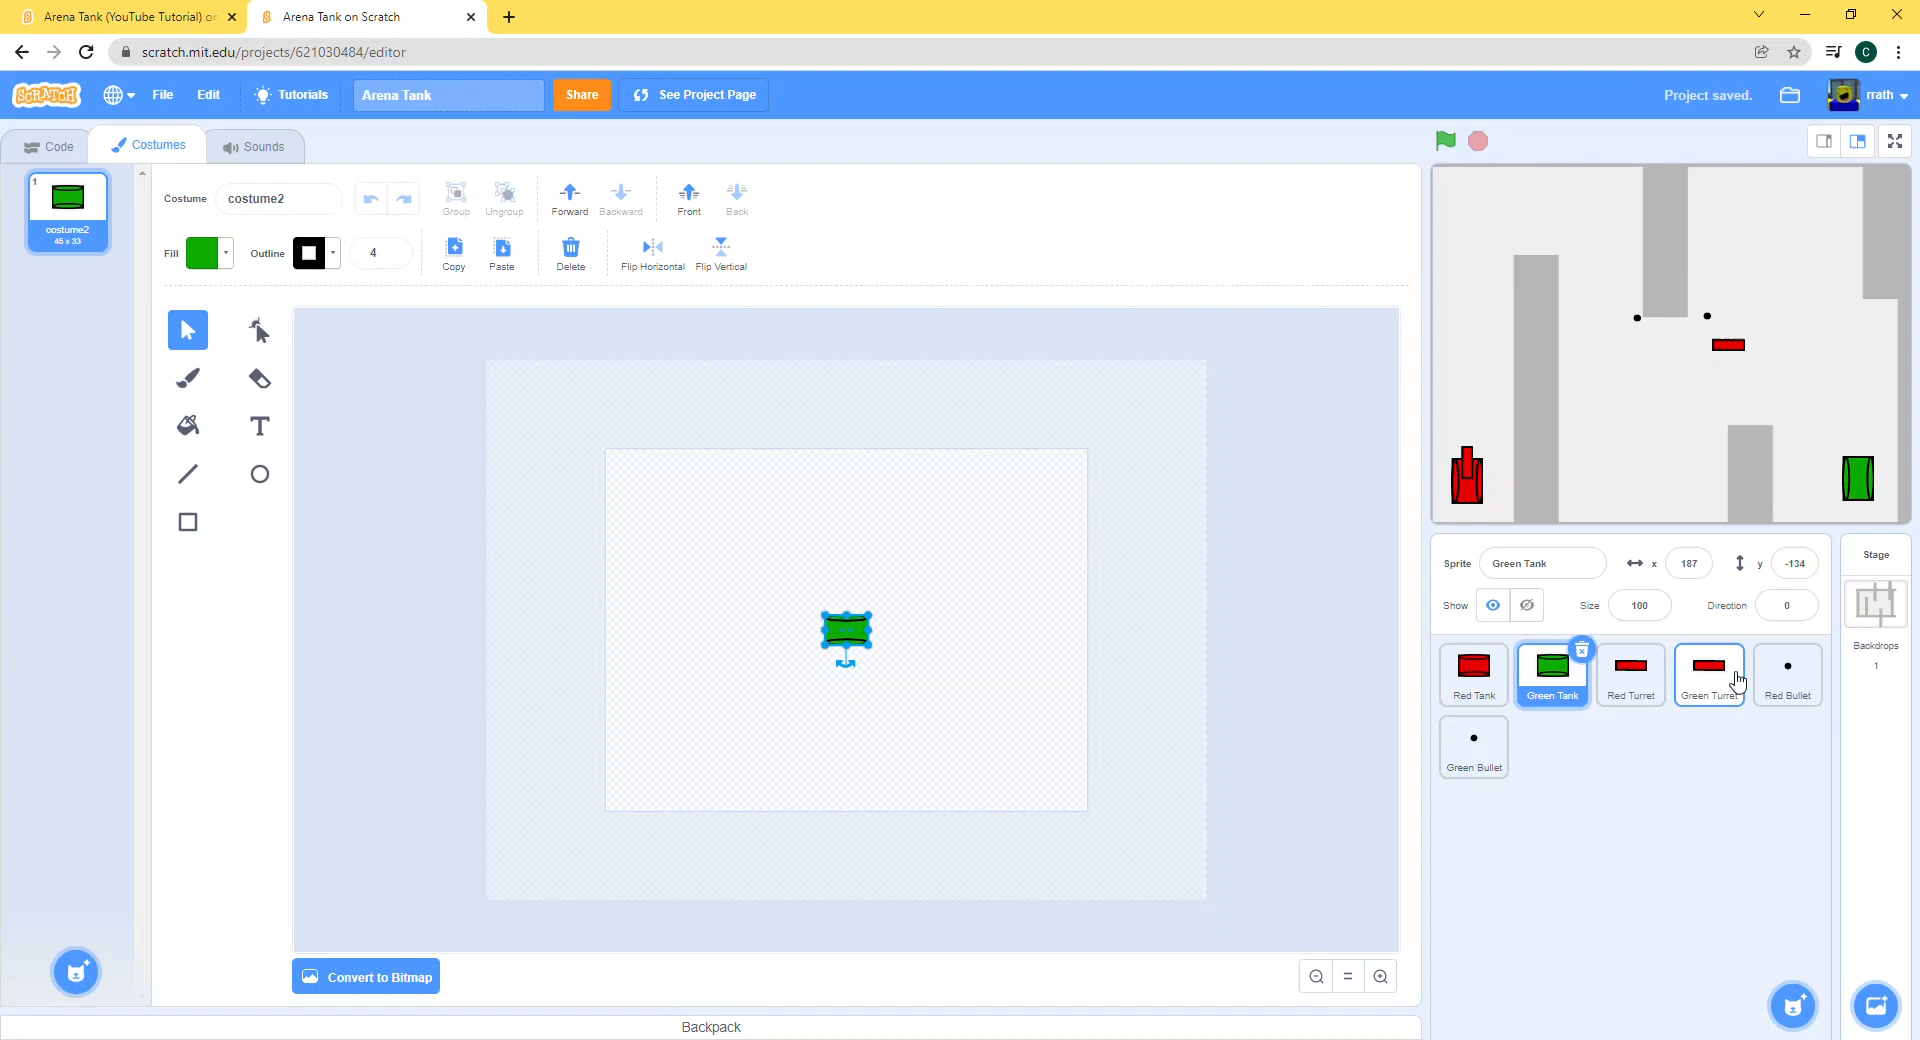 Arena Tank (YouTube Tutorial) on
Arena Tank on Scratch
scratch.mit.edu/projects/621030484/editor
C
SCRATCH
File
Edit
Tutorials
Arena Tank
Share
See Project Page
Project saved.
rrath
Code
Costumes
Sounds
1
costume2
45 x 33
Costume
costume2
Group
Ungroup
Forward
Backward
Front
Back
Fill
Outline
4
Copy
Paste
Delete
Flip Horizontal
Flip Vertical
T
Convert to Bitmap
Backpack
Sprite
Green Tank
x
187
y
-134
Show
Size
100
Direction
0
Red Tank
Green Tank
Red Turret
Green Turret
Red Bullet
Green Bullet
Stage
Backdrops
1